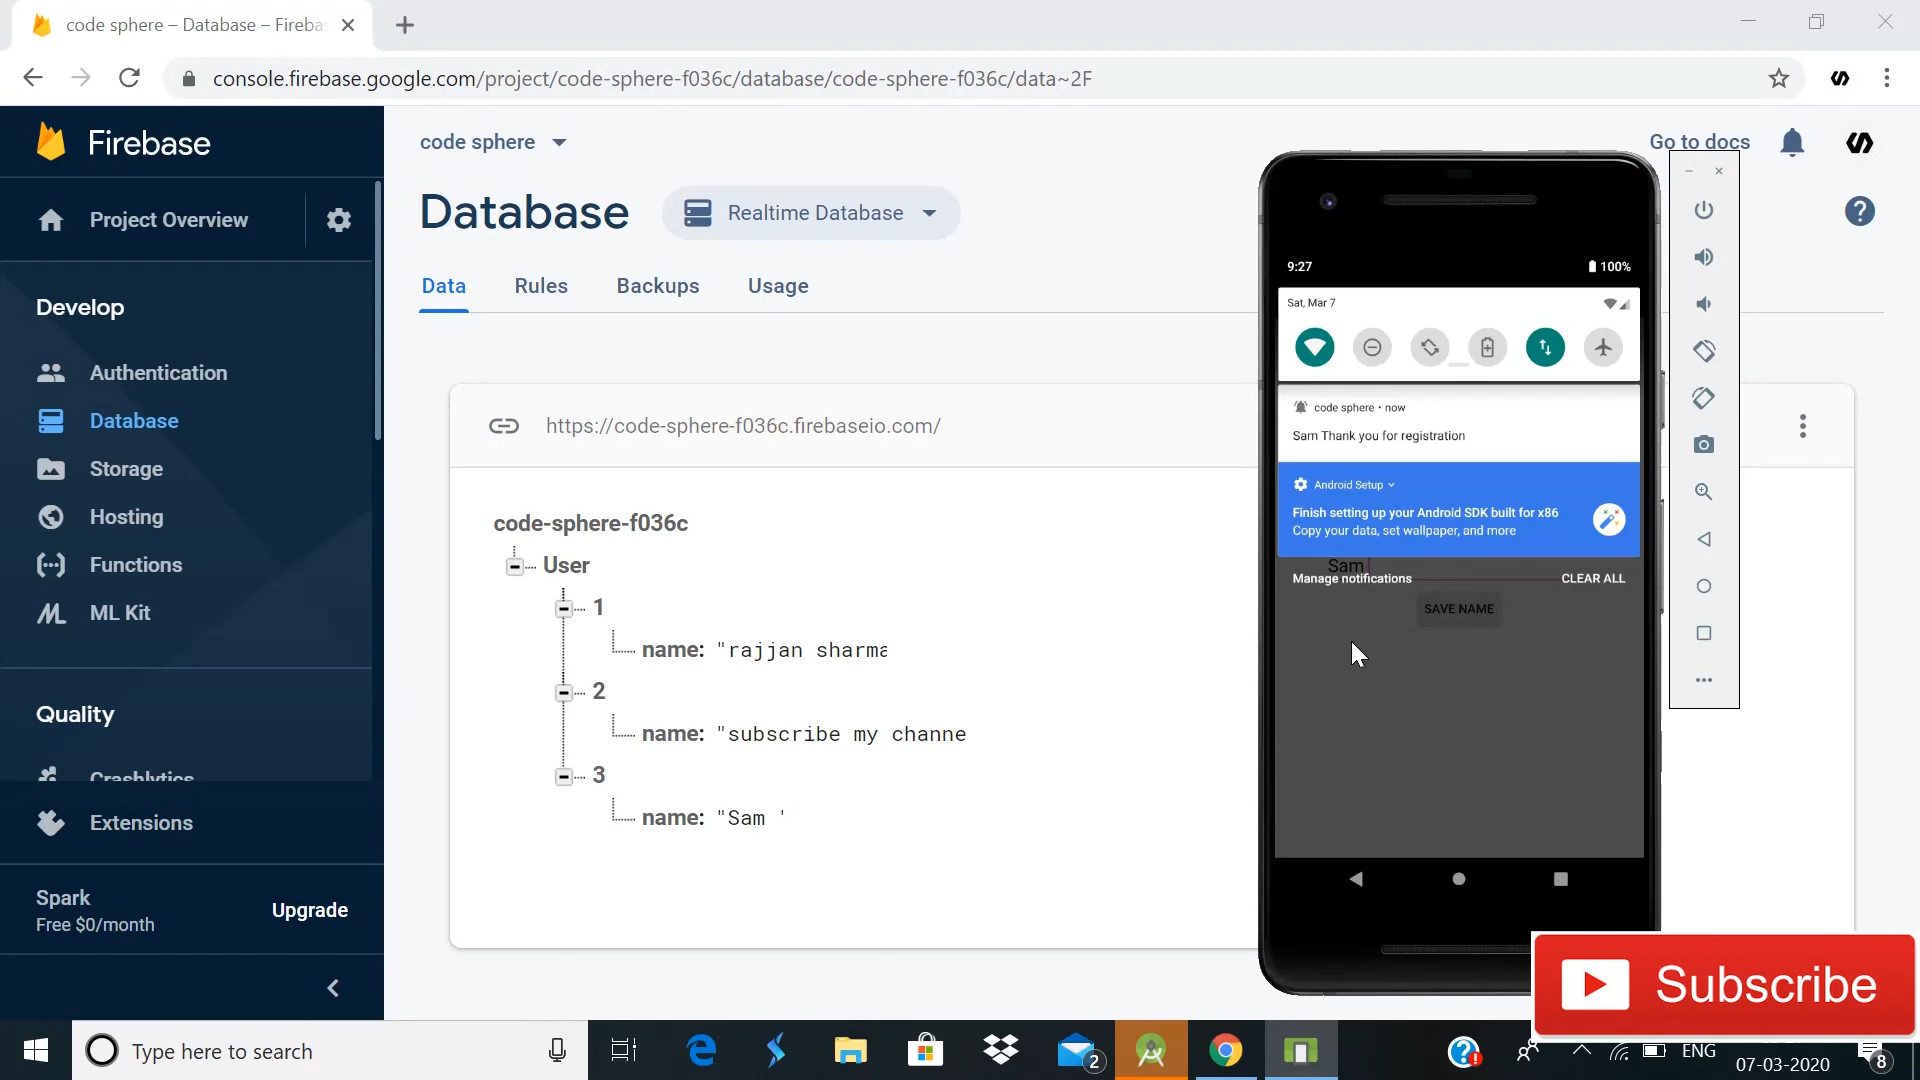 code sphere – Database – Fireba
console.firebase.google.com/project/code-sphere-f036c/database/code-sphere-f036c/data~2F
Firebase
Project Overview
Develop
Authentication
Database
Storage
Hosting
Functions
ML Kit
Quality
Crashlytics
Extensions
Spark
Free $0/month
Upgrade
code sphere
Go to docs
Database
Realtime Database
Data Rules Backups Usage
https://code-sphere-f036c.firebaseio.com/
code-sphere-f036c
User
1
name: "rajjan sharma
2
name: "subscribe my channe
3
name: "Sam '
9:27
100%
Sat, Mar 7
code sphere • now
Sam Thank you for registration
Android Setup
Finish setting up your Android SDK built for x86
Copy your data, set wallpaper, and more
Sam
Manage notifications
CLEAR ALL
SAVE NAME
Subscribe
Type here to search
2
ENG
07-03-2020
8